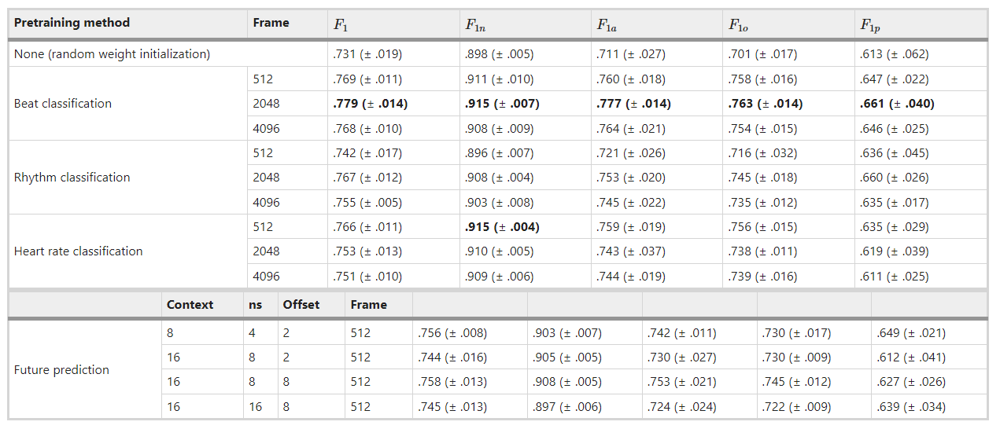 Pretraining method Frame F1 F1n F1a F1o F1p
None (random weight initialization) .731 (± .019) .898 (± .005) .711 (± .027) .701 (± .017) .613 (± .062)
512 .769 (± .011) .911 (± .010) .760 (± .018) .758 (± .016) .647 (± .022)
Beat classification 2048 .779 (± .014) .915 (± .007) .777 (± .014) .763 (± .014) .661 (± .040)
4096 .768 (± .010) .908 (± .009) .764 (± .021) .754 (± .015) .646 (± .025)
512 .742 (± .017) .896 (± .007) .721 (± .026) .716 (± .032) .636 (± .045)
Rhythm classification 2048 .767 (± .012) .908 (± .004) .753 (± .020) .745 (± .018) .660 (± .026)
4096 .755 (± .005) .903 (± .008) .745 (± .022) .735 (± .012) .635 (± .017)
512 .766 (± .011) .915 (± .004) .759 (± .019) .756 (± .015) .635 (± .029)
Heart rate classification 2048 .753 (± .013) .910 (± .005) .743 (± .037) .738 (± .011) .619 (± .039)
4096 .751 (± .010) .909 (± .006) .744 (± .019) .739 (± .016) .611 (± .025)
Context ns Offset Frame
8 4 2 512 .756 (± .008) .903 (± .007) .742 (± .011) .730 (± .017) .649 (± .021)
16 8 2 512 .744 (± .016) .905 (± .005) .730 (± .027) .730 (± .009) .612 (± .041)
Future prediction
16 8 8 512 .758 (± .013) .908 (± .005) .753 (± .021) .745 (± .012) .627 (± .026)
16 16 8 512 .745 (± .013) .897 (± .006) .724 (± .024) .722 (± .009) .639 (± .034)